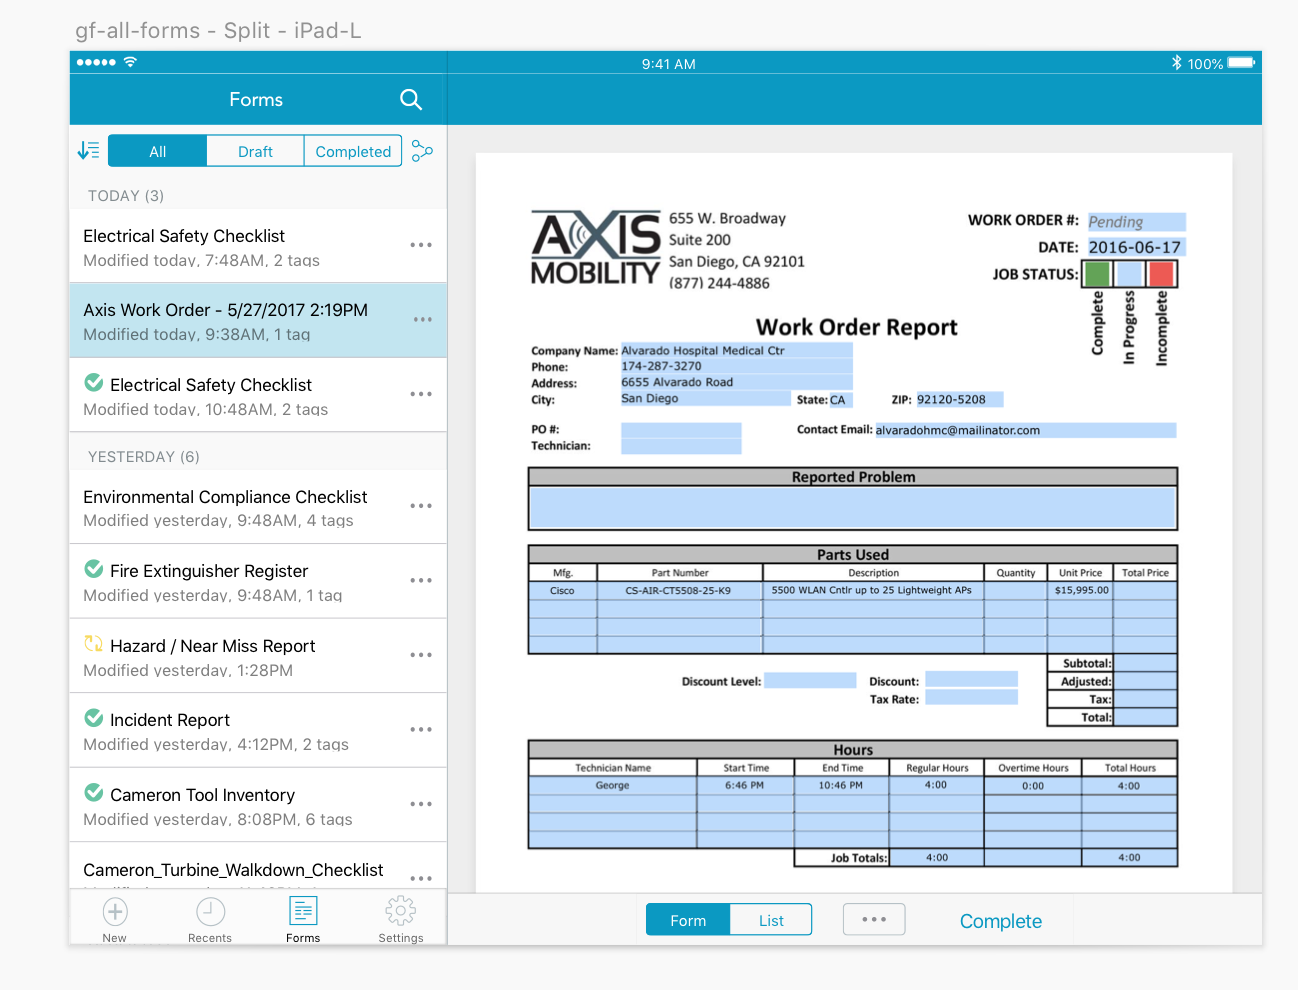 gf-all-forms - Split - iPad-L
9:41 AM
100%
Forms
All
Draft
Completed
TODAY (3)
Electrical Safety Checklist
Modified today, 7:48AM, 2 tags
Axis Work Order - 5/27/2017 2:19PM
Modified today, 9:38AM, 1 tag
Electrical Safety Checklist
Modified today, 10:48AM, 2 tags
YESTERDAY (6)
Environmental Compliance Checklist
Modified yesterday, 9:48AM, 4 tags
Fire Extinguisher Register
Modified yesterday, 9:48AM, 1 tag
Hazard / Near Miss Report
Modified yesterday, 1:28PM
Incident Report
Modified yesterday, 4:12PM, 2 tags
Cameron Tool Inventory
Modified yesterday, 8:08PM, 6 tags
Cameron_Turbine_Walkdown_Checklist
New
Recents
Forms
Settings
AXIS
MOBILITY
655 W. Broadway
Suite 200
San Diego, CA 92101
(877) 244-4886
WORK ORDER #: Pending
DATE: 2016-06-17
JOB STATUS:
Complete
In Progress
Incomplete
Work Order Report
Company Name: Alvarado Hospital Medical Ctr
Phone: 174-287-3270
Address: 6655 Alvarado Road
City: San Diego State: CA ZIP: 92120-5208
PO #: Contact Email: alvaradohmc@mailinator.com
Technician:
Reported Problem
Parts Used
Mfg. Part Number Description Quantity Unit Price Total Price
Cisco CS-AIR-CT5508-25-K9 5500 WLAN Cntlr up to 25 Lightweight APs $15,995.00
Subtotal:
Discount Level: Discount: Adjusted:
Tax Rate: Tax:
Total:
Hours
Technician Name Start Time End Time Regular Hours Overtime Hours Total Hours
George 6:46 PM 10:46 PM 4:00 0:00 4:00
Job Totals: 4:00 4:00
Form
List
Complete